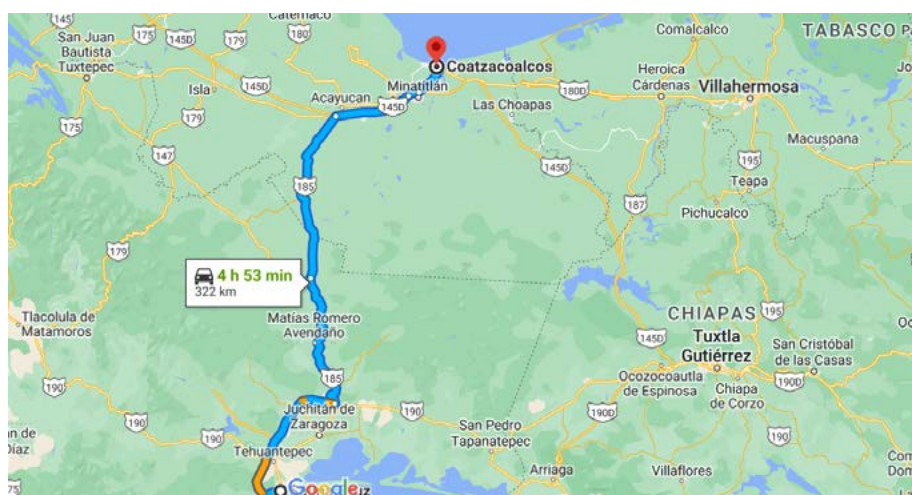 145
San Juan
Bautista
Tuxtepec
175
145D
179
Catemaco
180
Coatzacoalcos
Comalcalco
TABASCO
Isla
Acayucan
Minatitlán
145D
Las Choapas
180D
Heroica
Cárdenas
Villahermosa
175
179
147
Macuspana
195
Teapa
145D
187
Pichucalco
185
179
4 h 53 min
322 km
Matías Romero
Avendaño
Tlacolula de
Matamoros
CHIAPAS
195
145D
Tuxtla
Gutiérrez
San Cristóbal
de las Casas
190
185
Ocozocoautla
de Espinosa
Chiapa
de Corzo
190D
190
Juchitán de
Zaragoza
190
190D
190
Tehuantepec
San Pedro
Tapanatepec
Díaz
175
Google
Arriaga
Villaflores